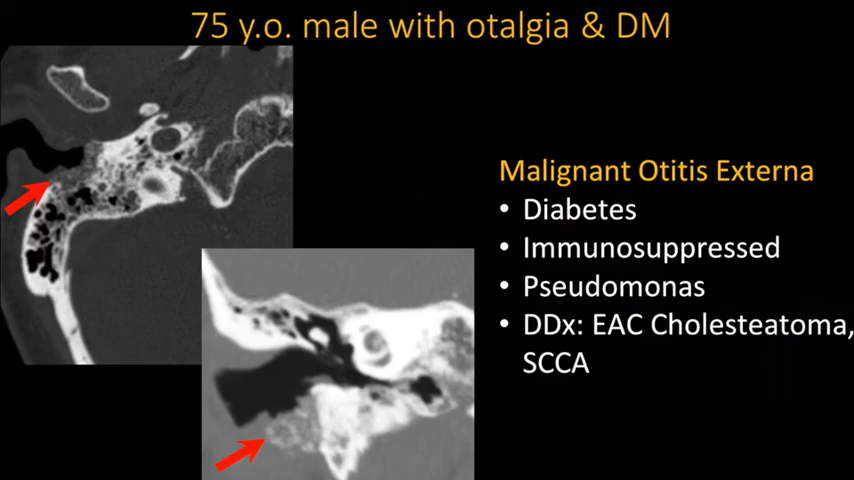 75 y.o. male with otalgia & DM
Malignant Otitis Externa
• Diabetes
• Immunosuppressed
• Pseudomonas
• DDx: EAC Cholesteatoma,
SCCA